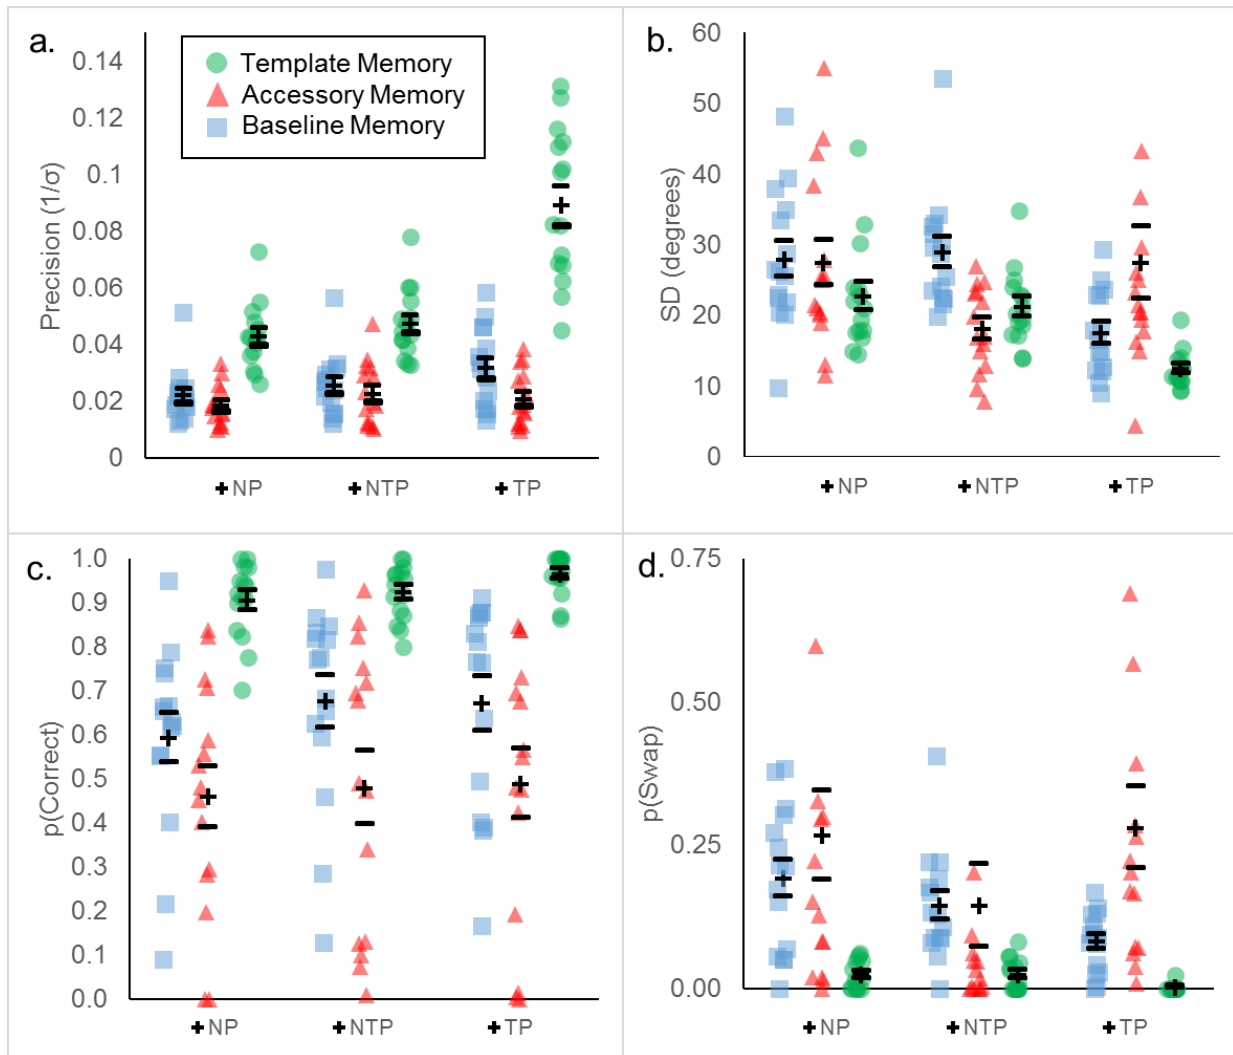 a.
0.14
0.12
0.1
0.08
0.06
0.04
0.02
0
Precision (1/σ)
Template Memory
Accessory Memory
Baseline Memory
NP
NTP
TP
b.
60
50
40
30
20
10
0
SD (degrees)
NP
NTP
TP
c.
1.0
0.9
0.8
0.7
0.6
0.5
0.4
0.3
0.2
0.1
0.0
p(Correct)
NP
NTP
TP
d.
0.75
0.50
0.25
0.00
p(Swap)
NP
NTP
TP